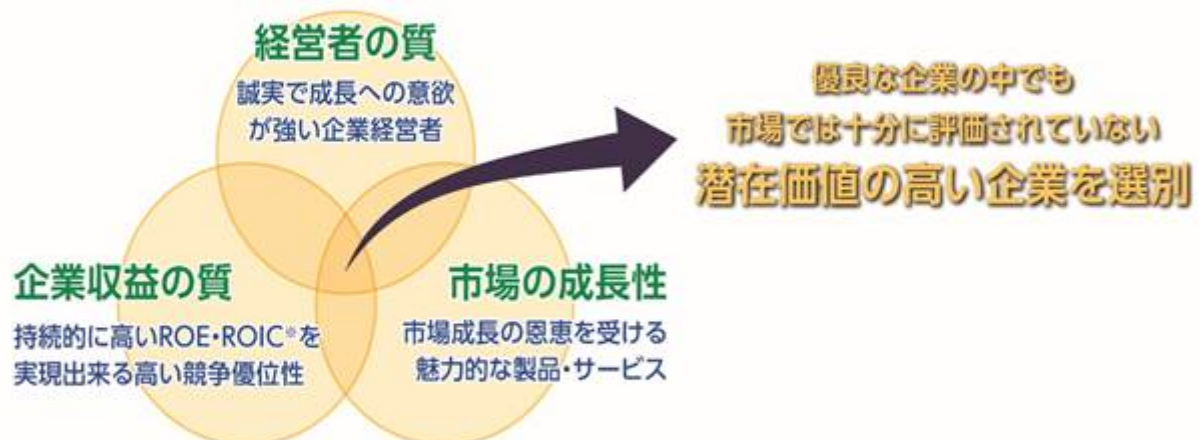 経営者の質
誠実で成長への意欲
が強い企業経営者
企業収益の質
持続的に高いROE・ROIC※を
実現出来る高い競争優位性
市場の成長性
市場成長の恩恵を受ける
魅力的な製品・サービス
優良な企業の中でも
市場では十分に評価されていない
潜在価値の高い企業を選別